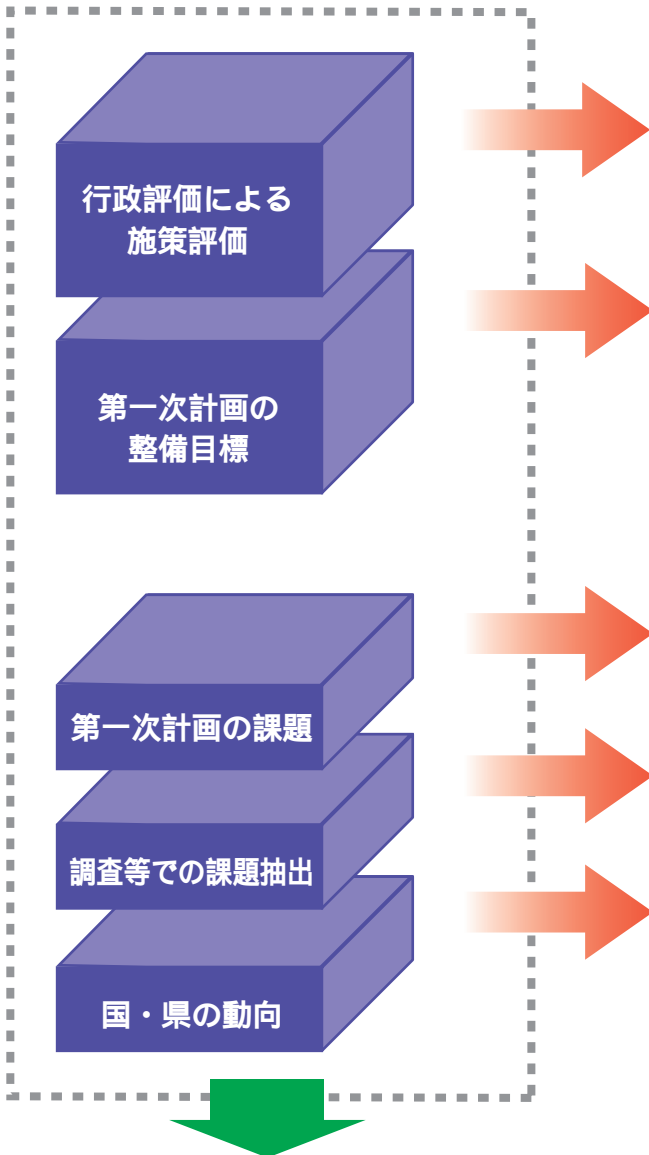 行政評価による
施策評価
第一次計画の
整備目標
第一次計画の課題
調査等での課題抽出
国・県の動向